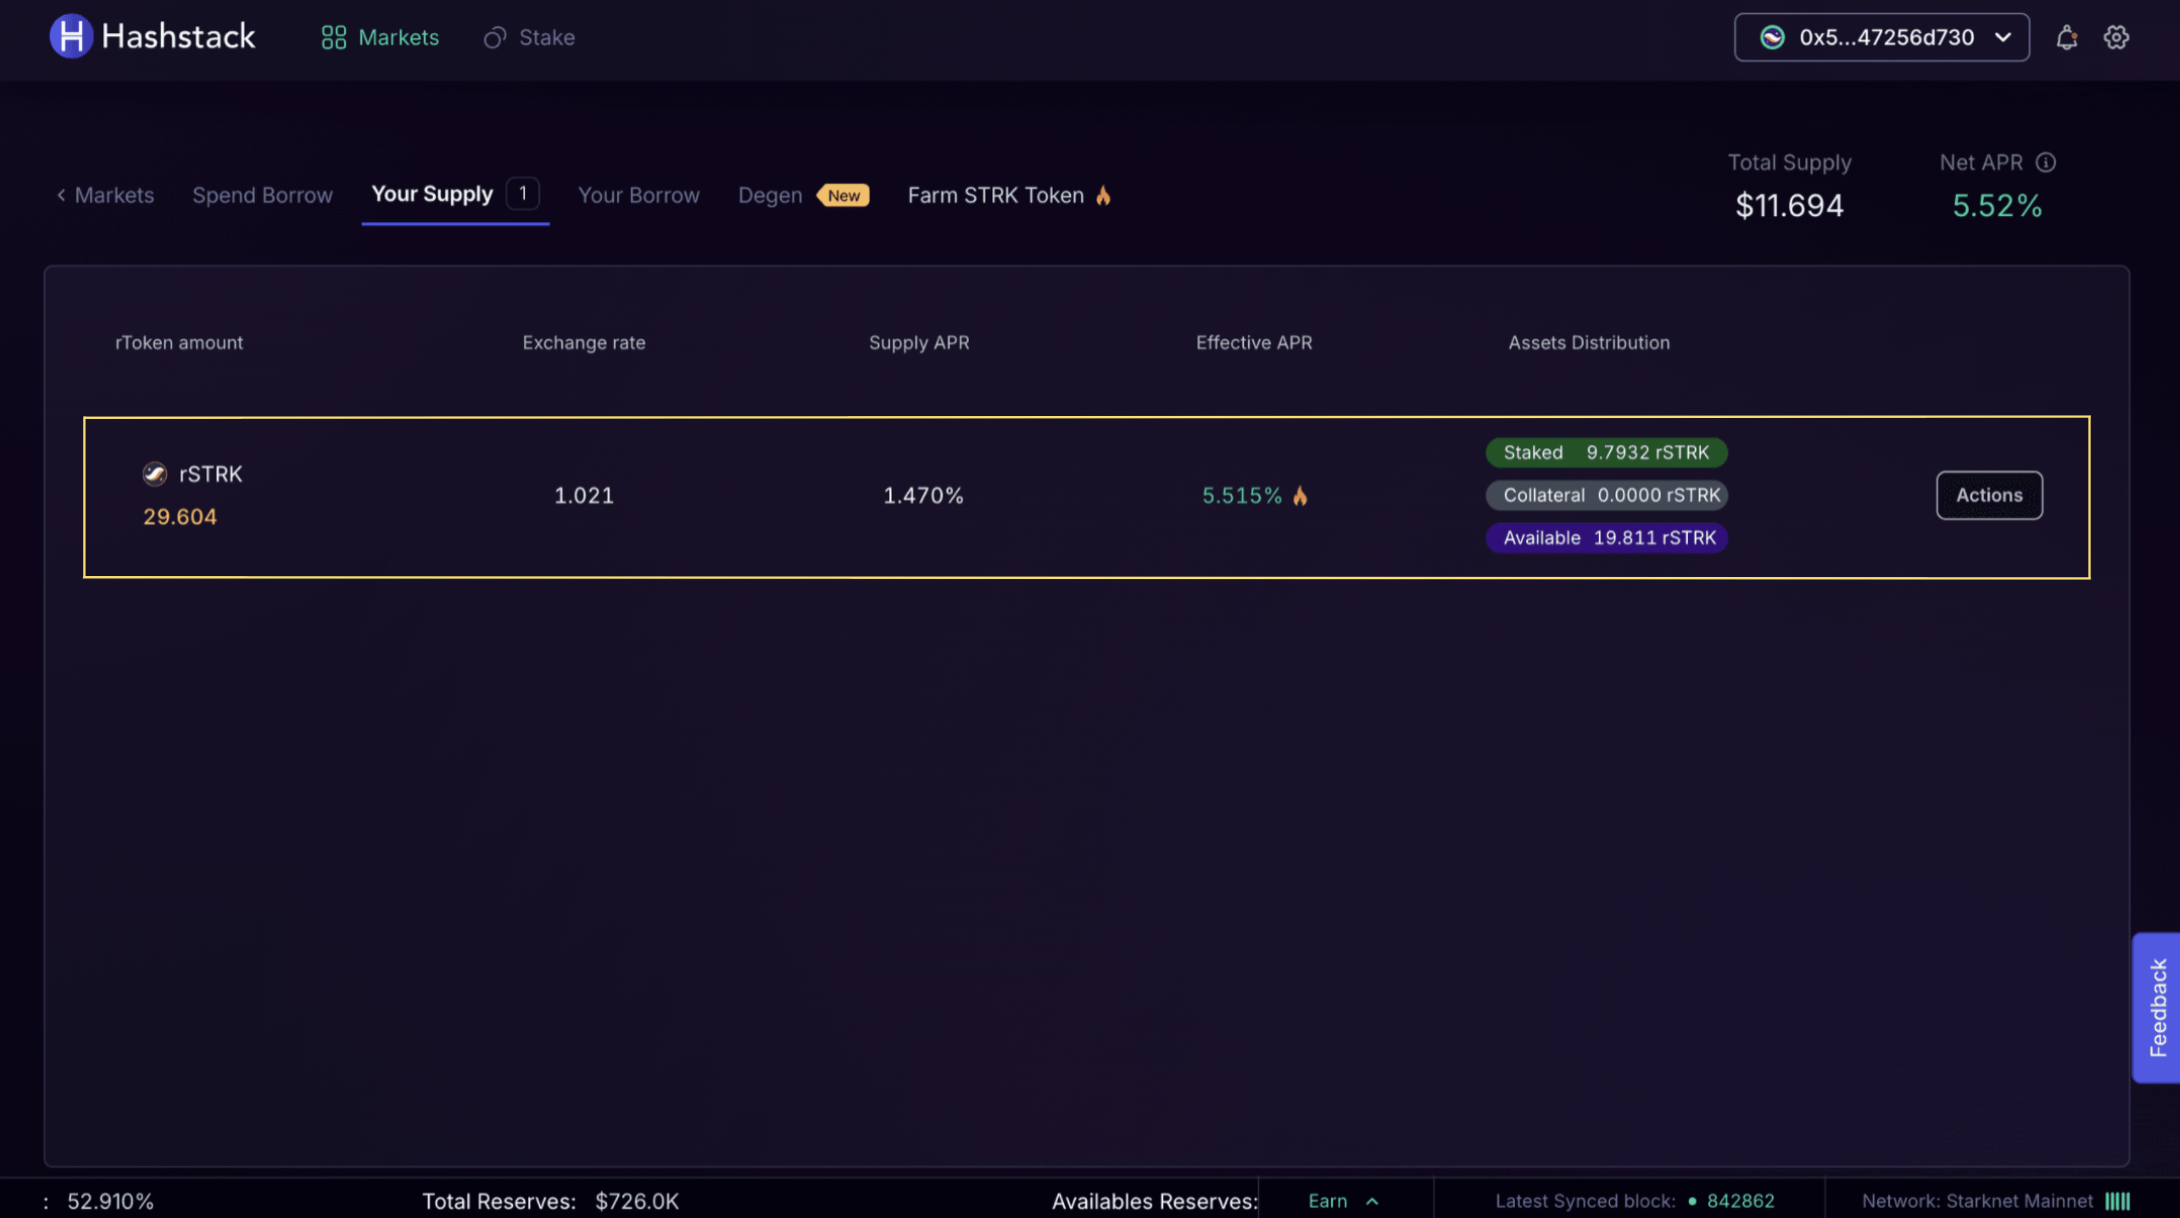 Hashstack Markets Stake 0x5...47256d730
Total Supply Net APR
‹ Markets Spend Borrow Your Supply 1 Your Borrow Degen New Farm STRK Token
$11.694 5.52%
rToken amount Exchange rate Supply APR Effective APR Assets Distribution
Staked 9.7932 rSTRK
rSTRK
29.604
1.021 1.470% 5.515% Collateral 0.0000 rSTRK Actions
Available 19.811 rSTRK
Feedback
: 52.910% Total Reserves: $726.0K Availables Reserves: Earn Latest Synced block: 842862 Network: Starknet Mainnet